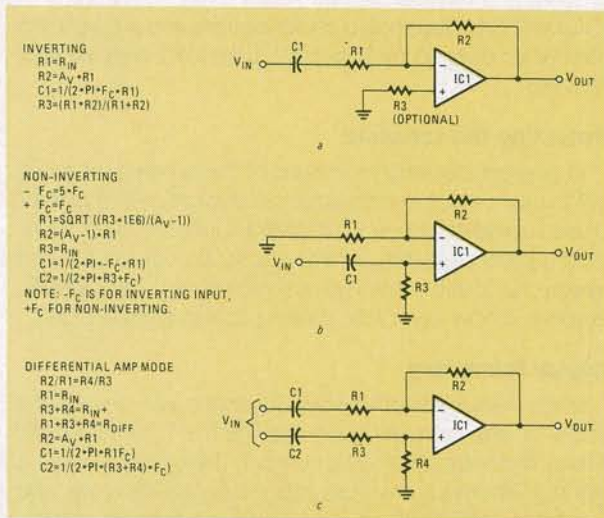 INVERTING
R1=RIN
R2=AV•R1
C1=1/(2•PI•FC•R1)
R3=(R1•R2)/(R1+R2)
C1
R1
R2
VIN
−
+
IC1
VOUT
R3
(OPTIONAL)
a
NON-INVERTING
− FC=5•FC
+ FC=FC
R1=SQRT ((R3+1E6)/(AV−1))
R2=(AV−1)•R1
R3=RIN
C1=1/(2•PI•-FC•R1)
C2=1/(2•PI•R3+FC)
NOTE: -FC IS FOR INVERTING INPUT,
+FC FOR NON-INVERTING.
R1
R2
VIN
C1
−
+
IC1
VOUT
R3
b
DIFFERENTIAL AMP MODE
R2/R1=R4/R3
R1=RIN
R3+R4=RIN+
R1+R3+R4=RDIFF
R2=AV•R1
C1=1/(2•PI•R1FC)
C2=1/(2•PI•(R3+R4)•FC)
C1
R1
R2
VIN
C2
R3
−
+
IC1
VOUT
R4
c